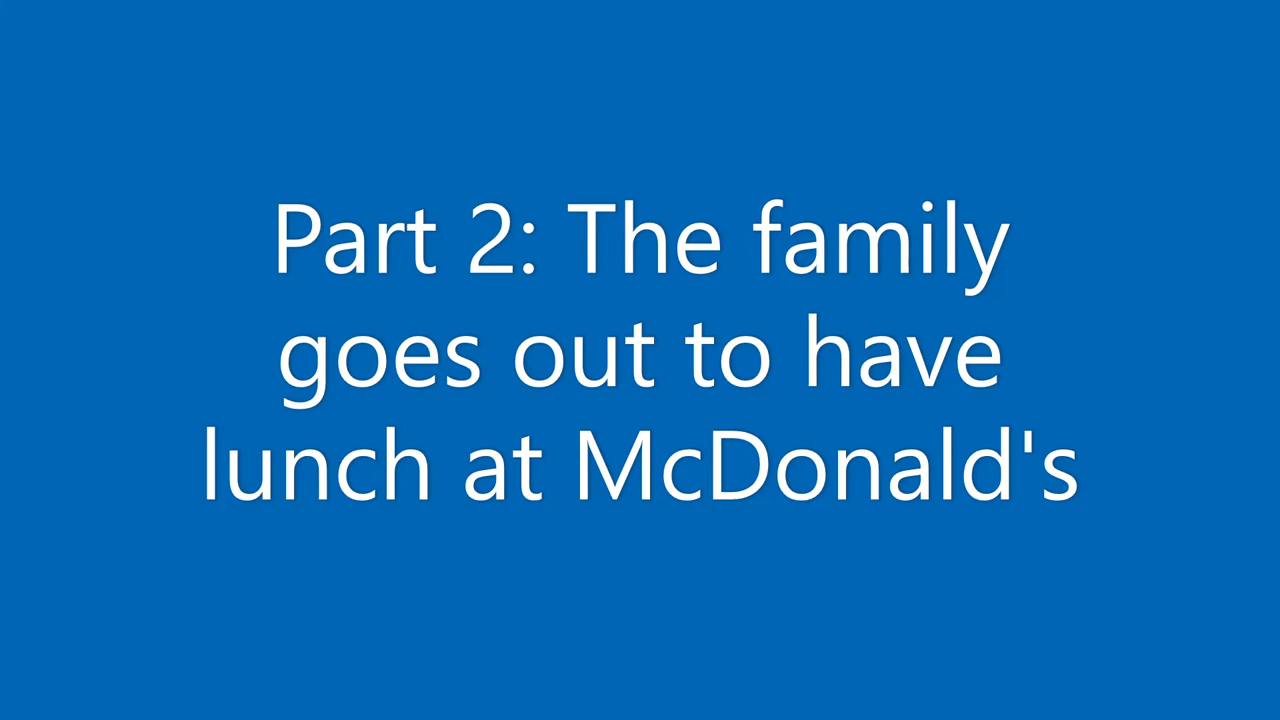 Part 2: The family
goes out to have
lunch at McDonald's